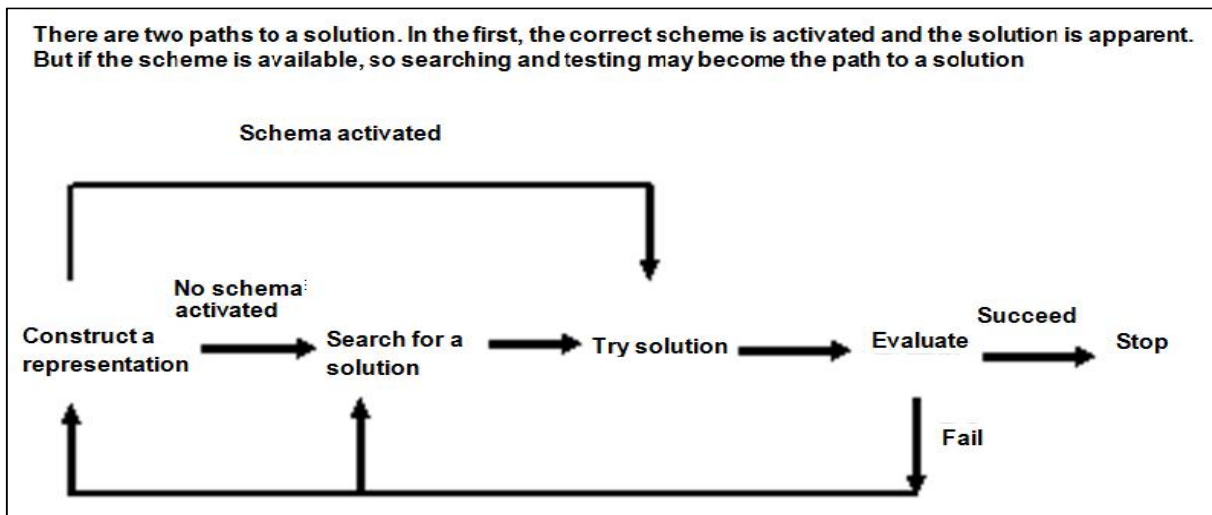 There are two paths to a solution. In the first, the correct scheme is activated and the solution is apparent.
But if the scheme is available, so searching and testing may become the path to a solution
Schema activated
No schema
activated
Construct a
representation
Search for a
solution
Try solution
Evaluate
Succeed
Stop
Fail